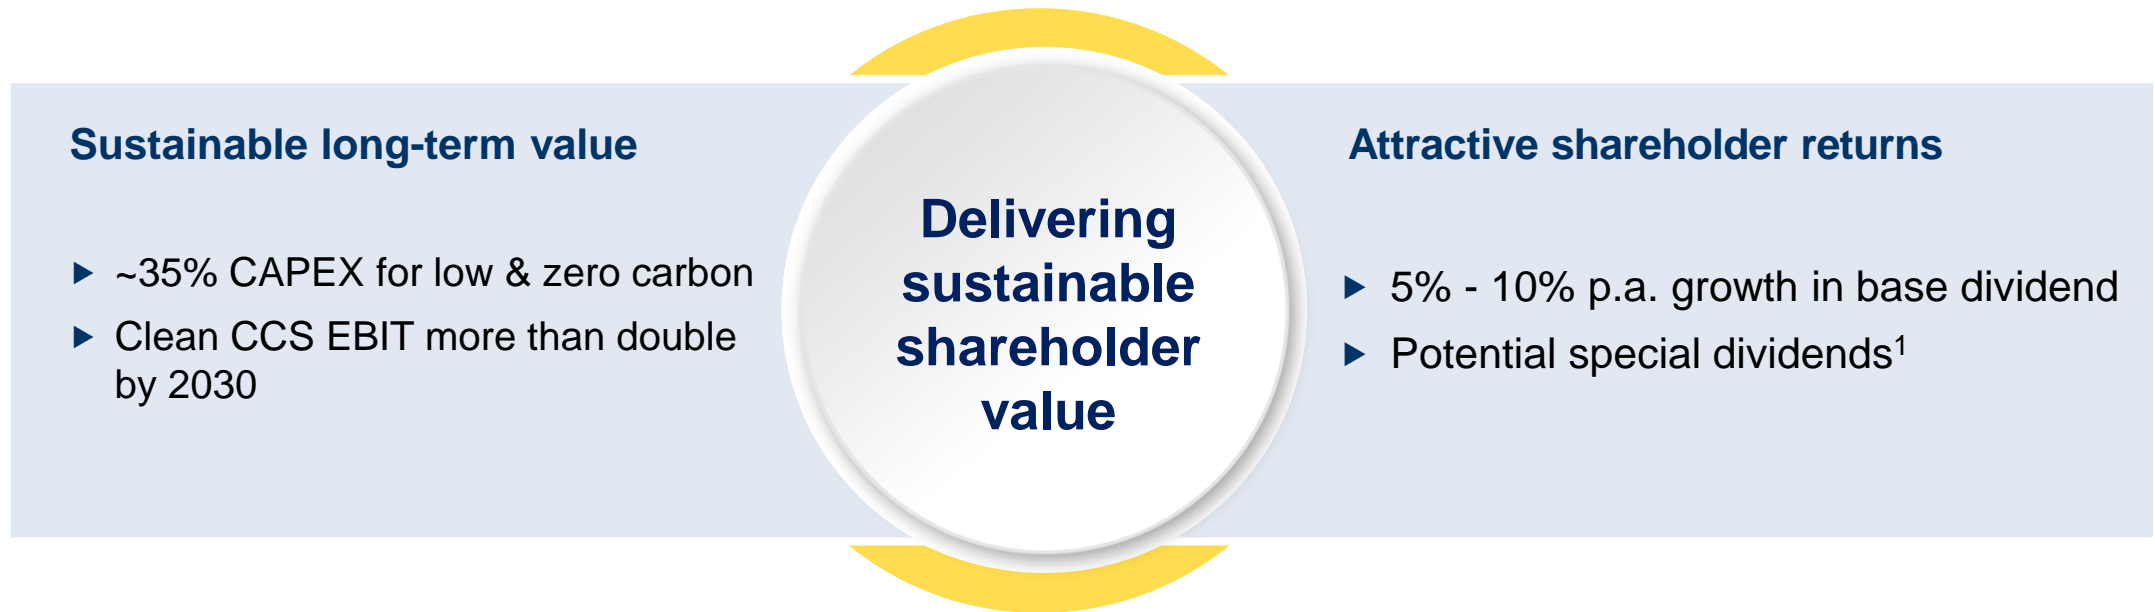 Sustainable long-term value
▶ ~35% CAPEX for low & zero carbon
▶ Clean CCS EBIT more than double
by 2030
Delivering
sustainable
shareholder
value
Attractive shareholder returns
▶ 5% - 10% p.a. growth in base dividend
▶ Potential special dividends¹